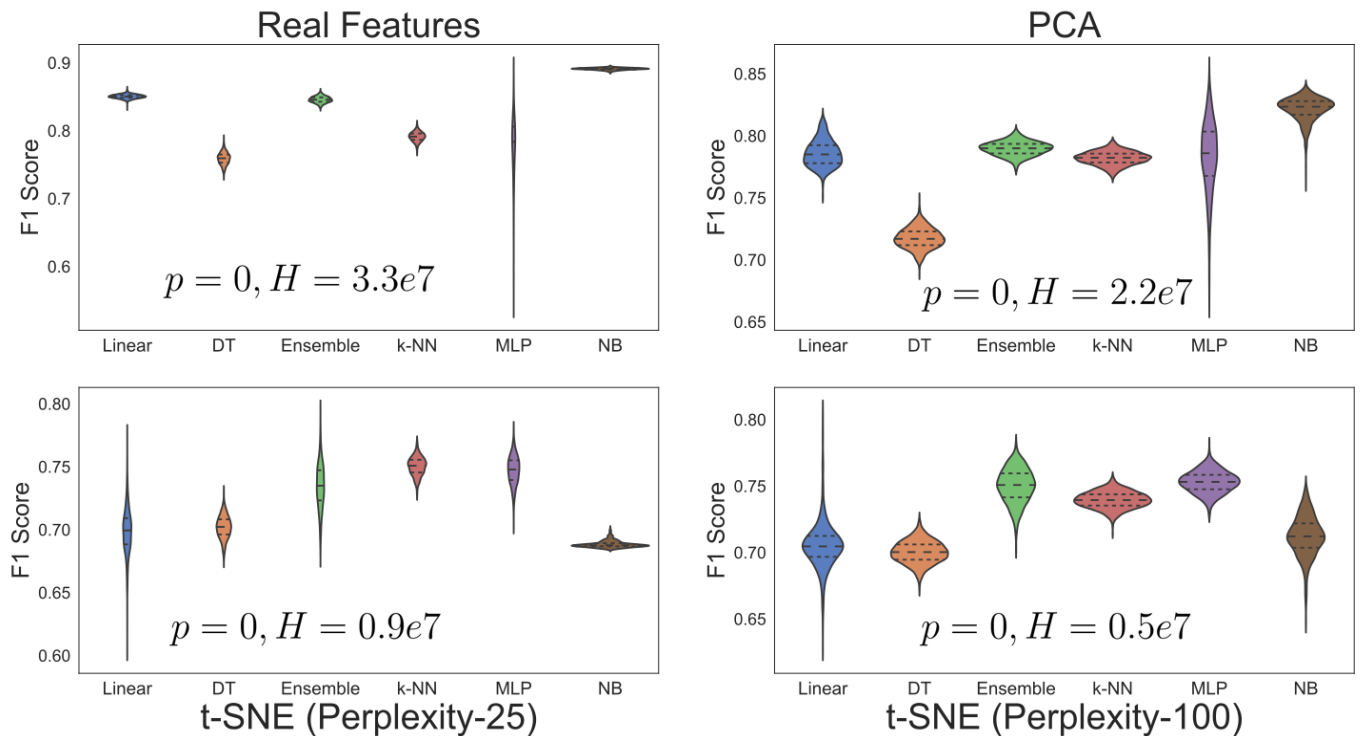 Real Features
F1 Score
0.9
0.8
0.7
0.6
p = 0, H = 3.3e7
Linear DT Ensemble k-NN MLP NB
PCA
F1 Score
0.85
0.80
0.75
0.70
0.65
p = 0, H = 2.2e7
Linear DT Ensemble k-NN MLP NB
F1 Score
0.80
0.75
0.70
0.65
0.60
p = 0, H = 0.9e7
Linear DT Ensemble k-NN MLP NB
t-SNE (Perplexity-25)
F1 Score
0.80
0.75
0.70
0.65
p = 0, H = 0.5e7
Linear DT Ensemble k-NN MLP NB
t-SNE (Perplexity-100)